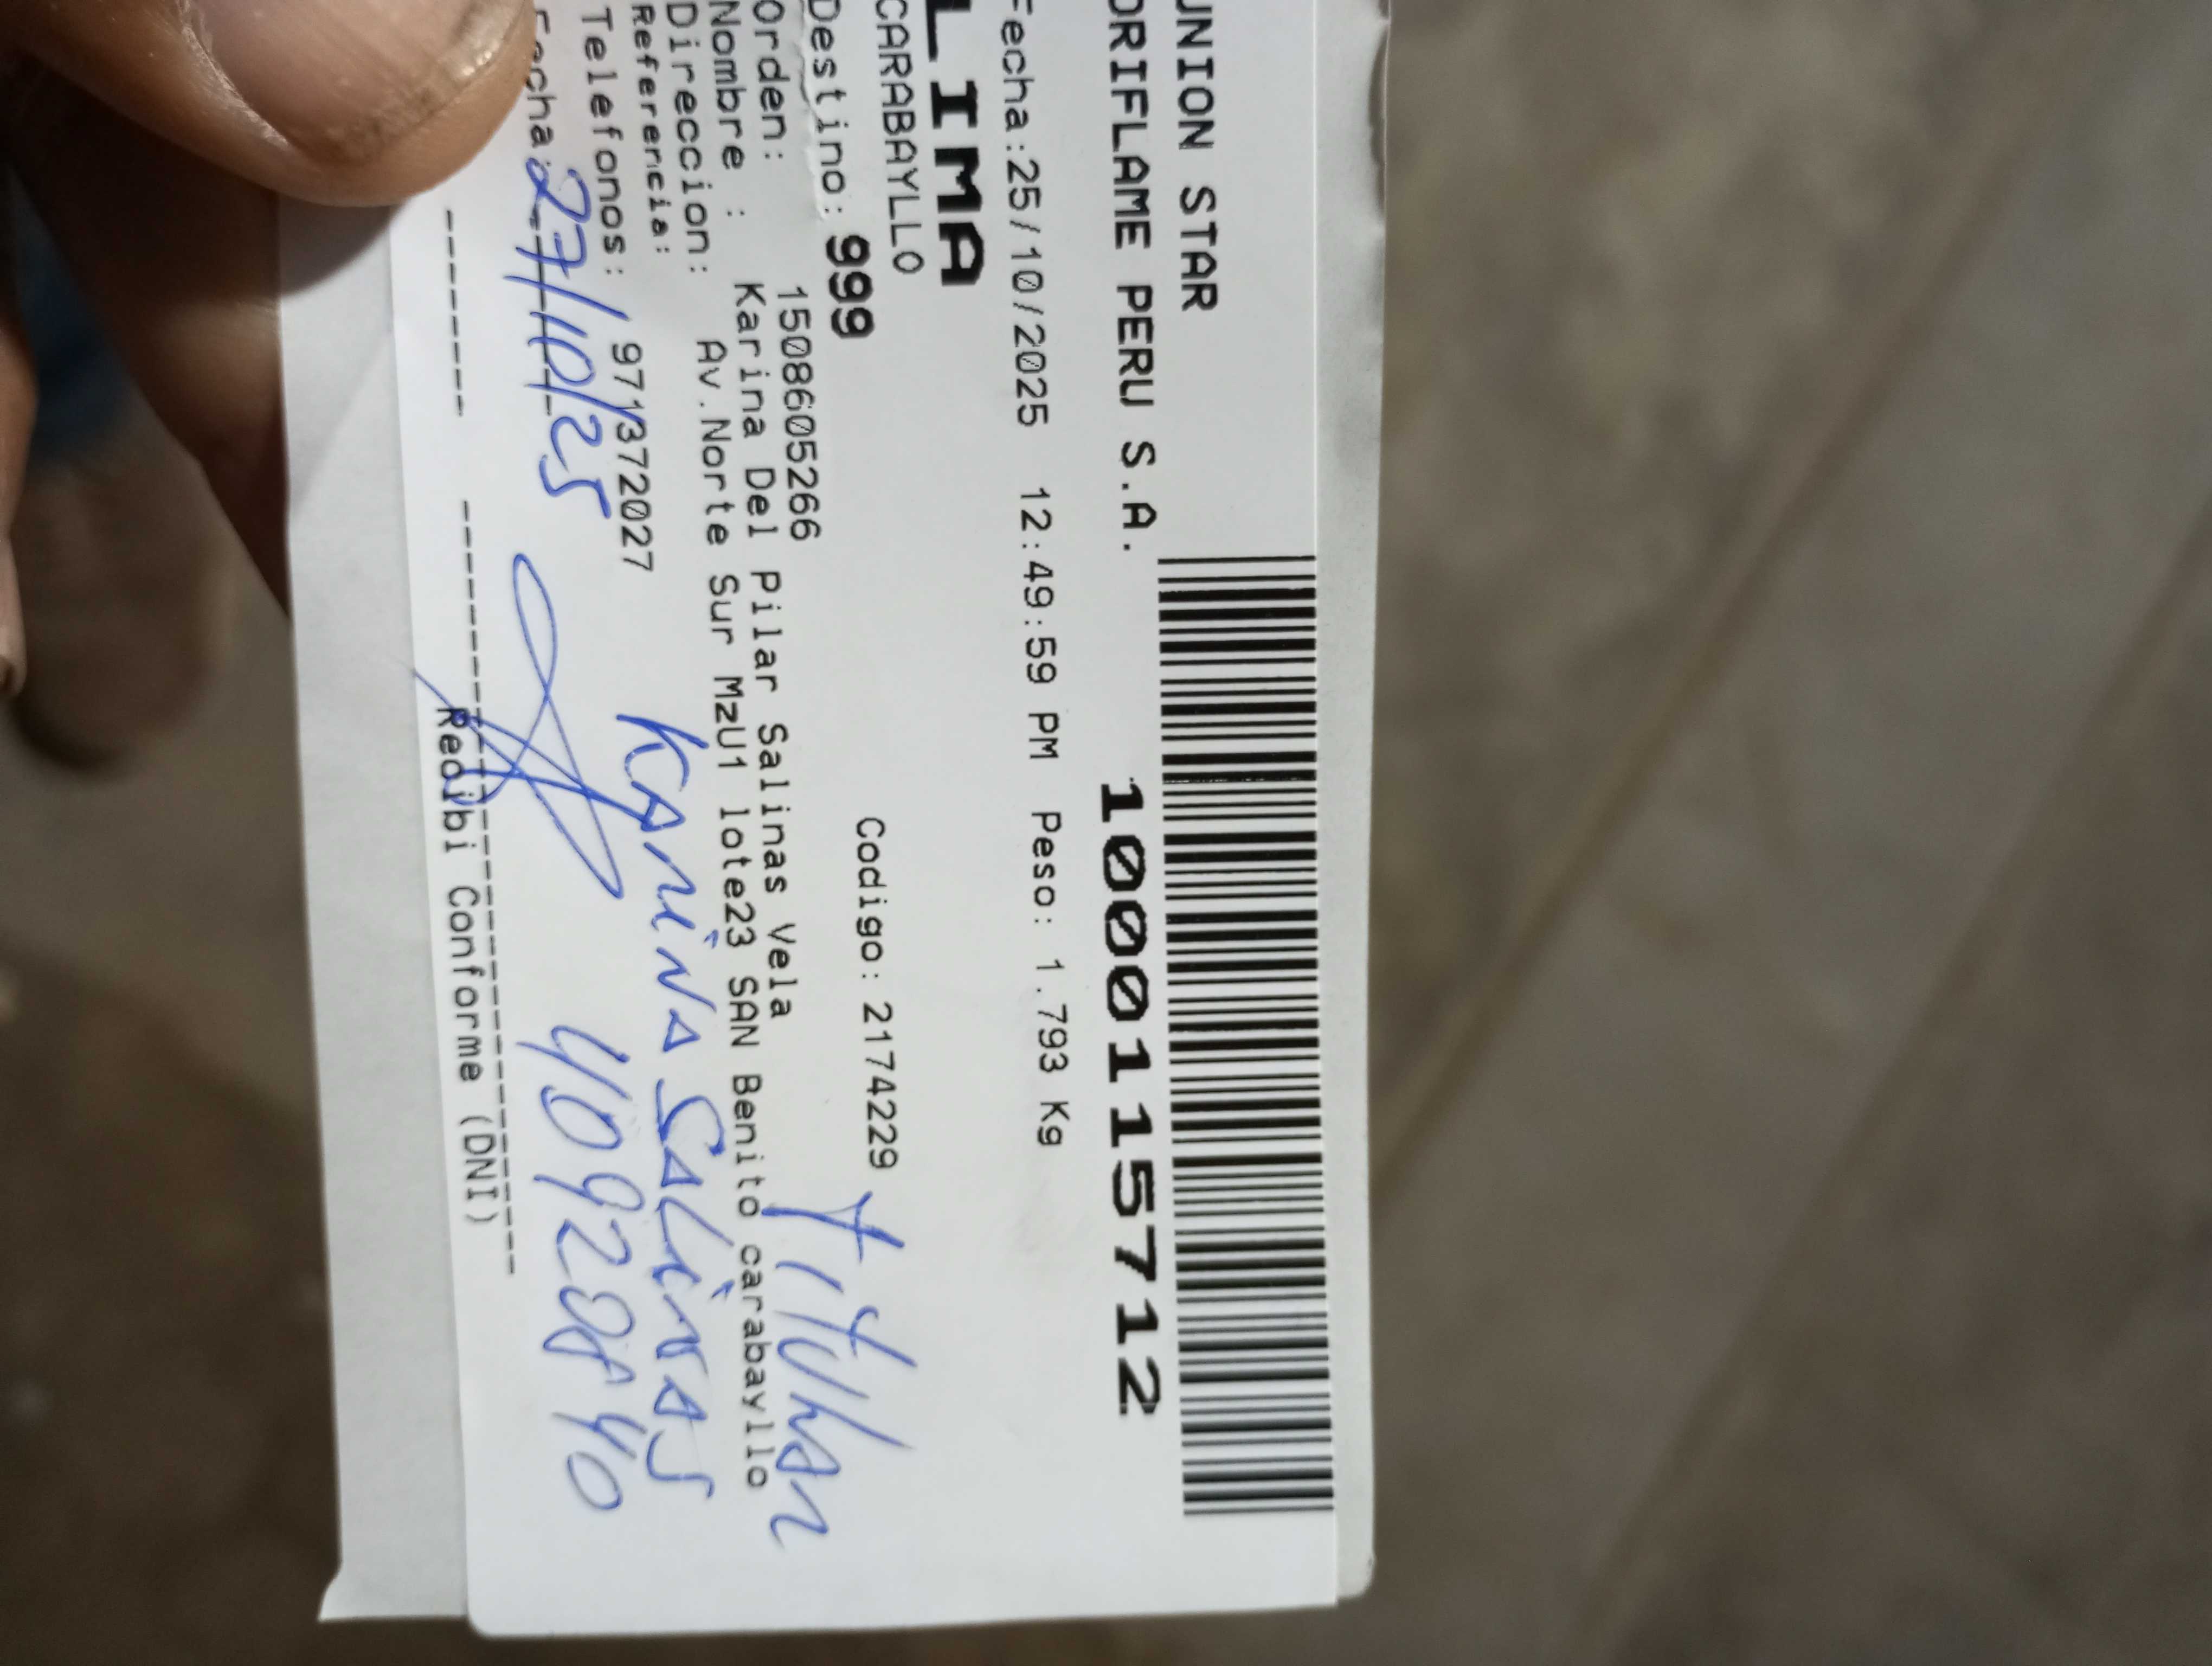 UNION STAR
ORIFLAME PERU S.A.
1000115712
Fecha:25/10/2025 12:49:59 PM Peso: 1.793 Kg
LIMA
CARABAYLLO
Destino: 999 Codigo: 2174229
Orden: 1508605266
Nombre : Karina Del Pilar Salinas Vela
Titular
Direccion: Av.Norte Sur MzU1 lote23 SAN Benito carabayllo
Referencia:
Telefonos: 971372027
Karina Salinas
Fecha: 27/10/25
40928840
Recibi Conforme (DNI)